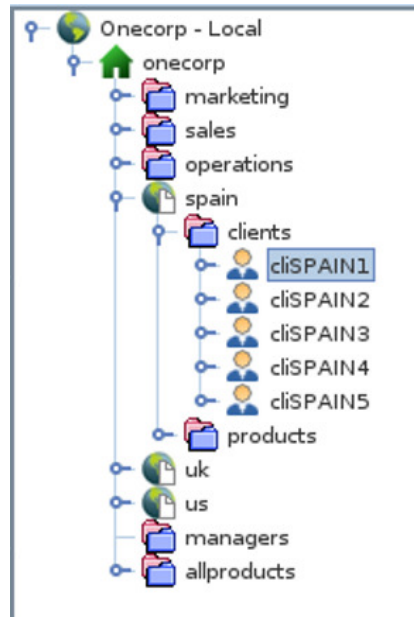 Onecorp - Local
onecorp
marketing
sales
operations
spain
clients
cliSPAIN1
cliSPAIN2
cliSPAIN3
cliSPAIN4
cliSPAIN5
products
uk
us
managers
allproducts